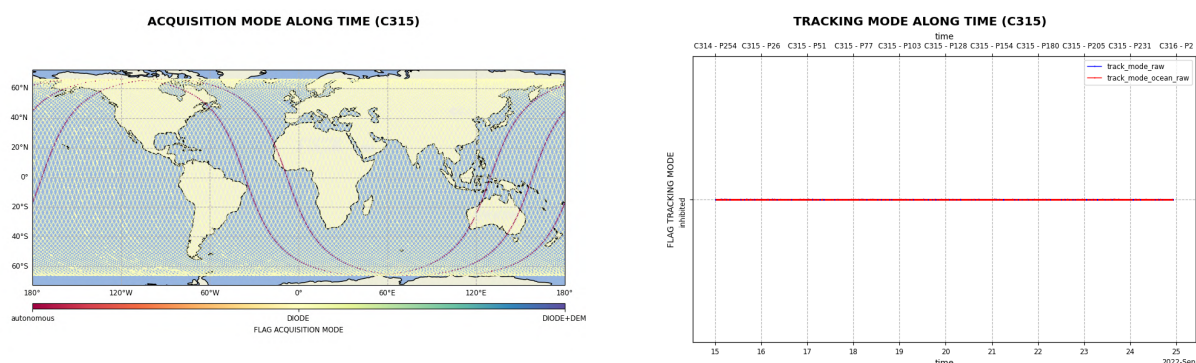 ACQUISITION MODE ALONG TIME (C315)
60°N
40°N
20°N
0°
20°S
40°S
60°S
180° 120°W 60°W 0° 60°E 120°E 180°
autonomous DIODE DIODE+DEM
FLAG ACQUISITION MODE
TRACKING MODE ALONG TIME (C315)
time
C314 - P254 C315 - P26 C315 - P51 C315 - P77 C315 - P103 C315 - P128 C315 - P154 C315 - P180 C315 - P205 C315 - P231 C316 - P2
track_mode_raw
track_mode_ocean_raw
FLAG TRACKING MODE
inhibited
15 16 17 18 19 20 21 22 23 24 25
time
2022-Sep